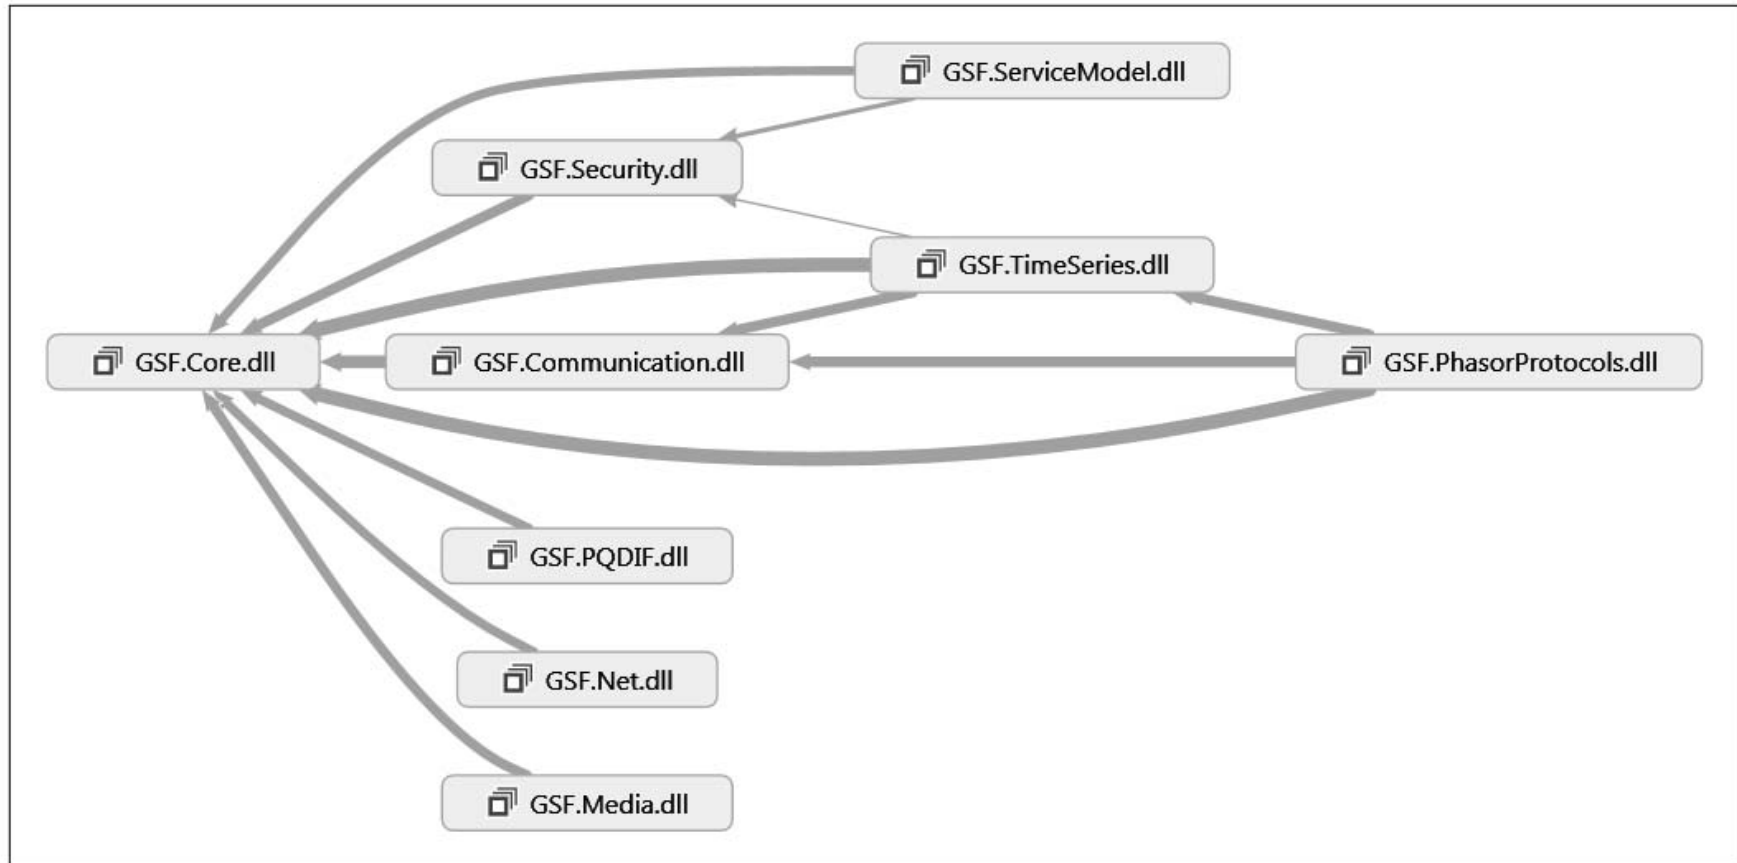 GSF.ServiceModel.dll
GSF.Security.dll
GSF.TimeSeries.dll
GSF.Core.dll
GSF.Communication.dll
GSF.PhasorProtocols.dll
GSF.PQDIF.dll
GSF.Net.dll
GSF.Media.dll